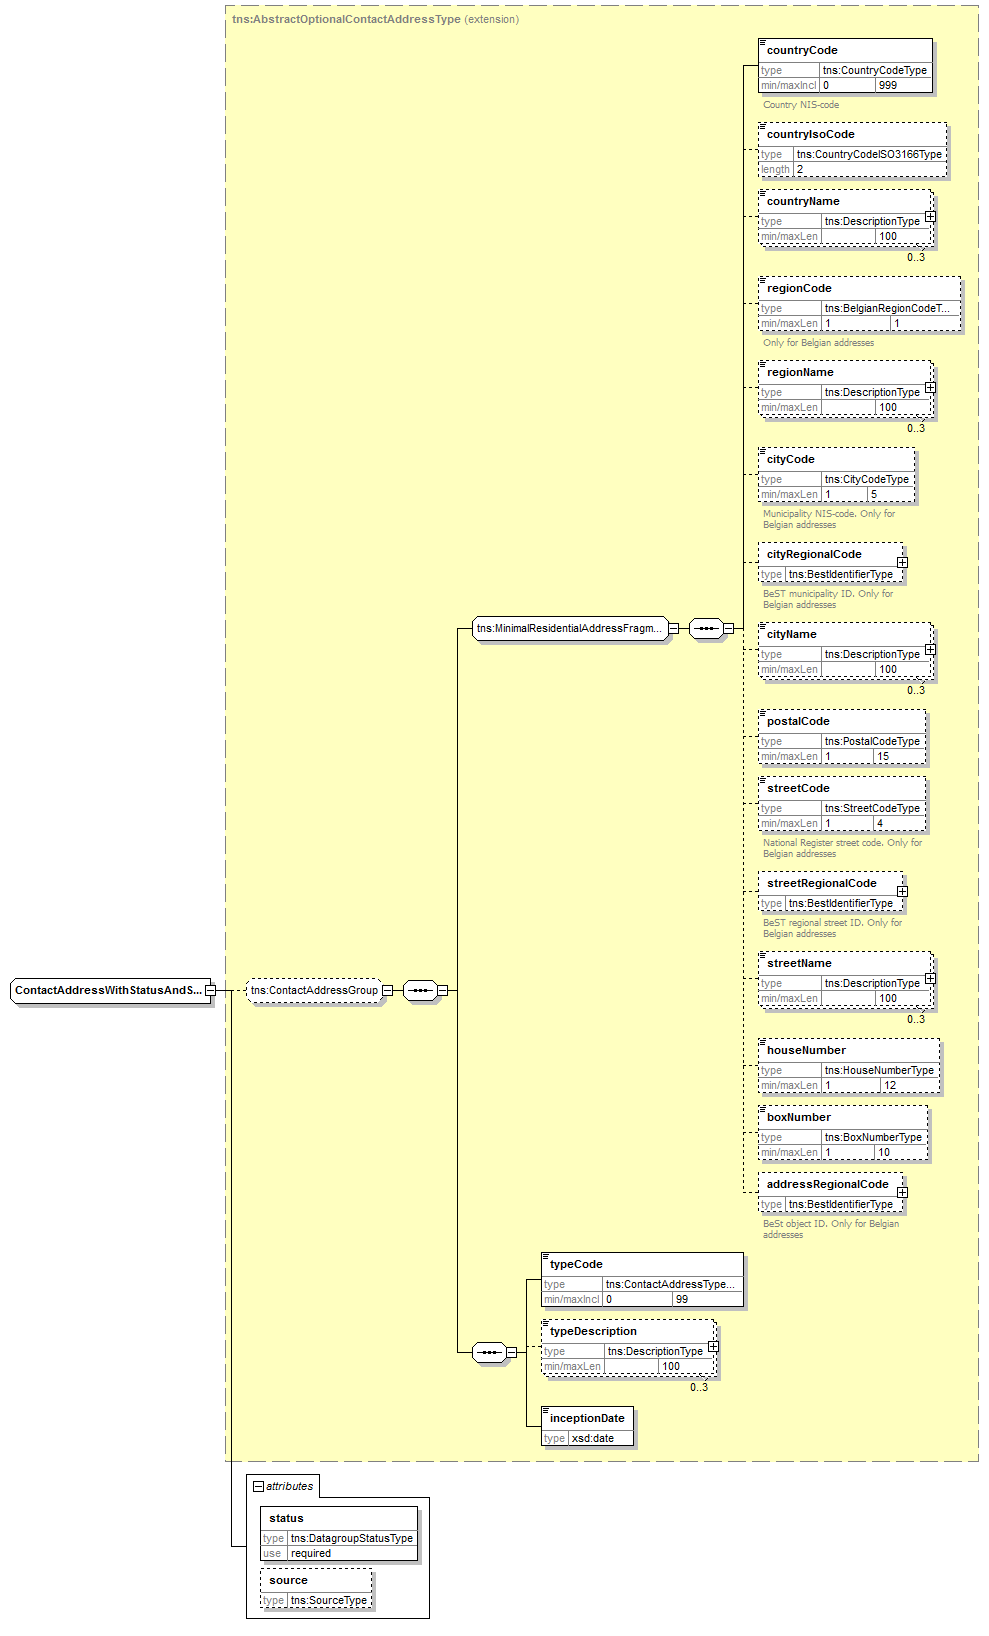 tns:AbstractOptionalContactAddressType (extension)
countryCode
type tns:CountryCodeType
min/maxIncl 0 999
Country NIS-code
countryIsoCode
type tns:CountryCodeISO3166Type
length 2
countryName
type tns:DescriptionType
min/maxLen 100
0..3
regionCode
type tns:BelgianRegionCodeT...
min/maxLen 1 1
Only for Belgian addresses
regionName
type tns:DescriptionType
min/maxLen 100
0..3
cityCode
type tns:CityCodeType
min/maxLen 1 5
Municipality NIS-code. Only for
Belgian addresses
cityRegionalCode
type tns:BestIdentifierType
BeST municipality ID. Only for
Belgian addresses
tns:MinimalResidentialAddressFragm...
cityName
type tns:DescriptionType
min/maxLen 100
0..3
postalCode
type tns:PostalCodeType
min/maxLen 1 15
streetCode
type tns:StreetCodeType
min/maxLen 1 4
National Register street code. Only for
Belgian addresses
streetRegionalCode
type tns:BestIdentifierType
BeST regional street ID. Only for
Belgian addresses
streetName
type tns:DescriptionType
min/maxLen 100
0..3
ContactAddressWithStatusAndS...
tns:ContactAddressGroup
houseNumber
type tns:HouseNumberType
min/maxLen 1 12
boxNumber
type tns:BoxNumberType
min/maxLen 1 10
addressRegionalCode
type tns:BestIdentifierType
BeSt object ID. Only for Belgian
addresses
typeCode
type tns:ContactAddressType...
min/maxIncl 0 99
typeDescription
type tns:DescriptionType
min/maxLen 100
0..3
inceptionDate
type xsd:date
attributes
status
type tns:DatagroupStatusType
use required
source
type tns:SourceType